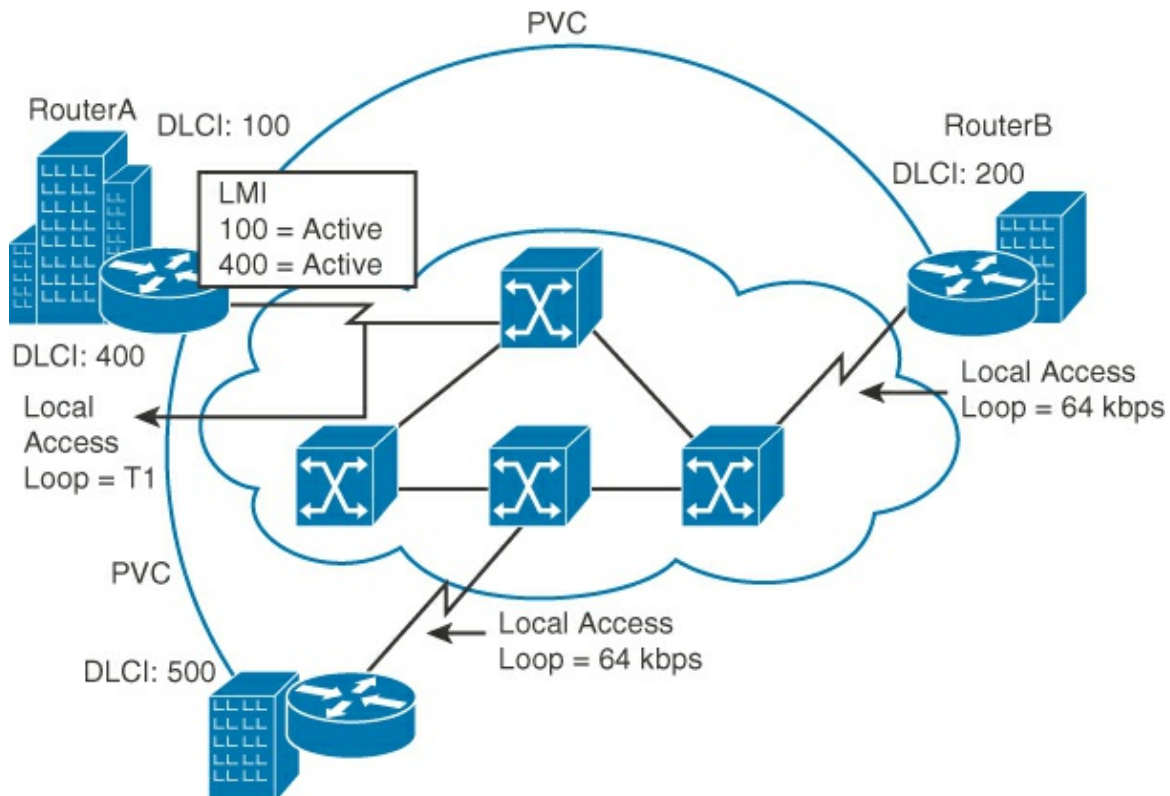 PVC
RouterA
DLCI: 100
RouterB
DLCI: 200
LMI
100 = Active
400 = Active
DLCI: 400
Local
Access
Loop = T1
Local Access
Loop = 64 kbps
PVC
Local Access
Loop = 64 kbps
DLCI: 500